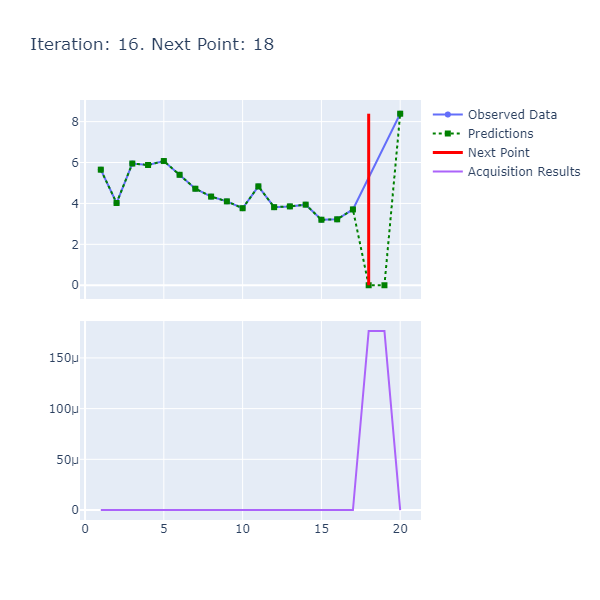 Iteration: 16. Next Point: 18
8
6
4
2
0
Observed Data
Predictions
Next Point
Acquisition Results
150μ
100μ
50μ
0
0 5 10 15 20